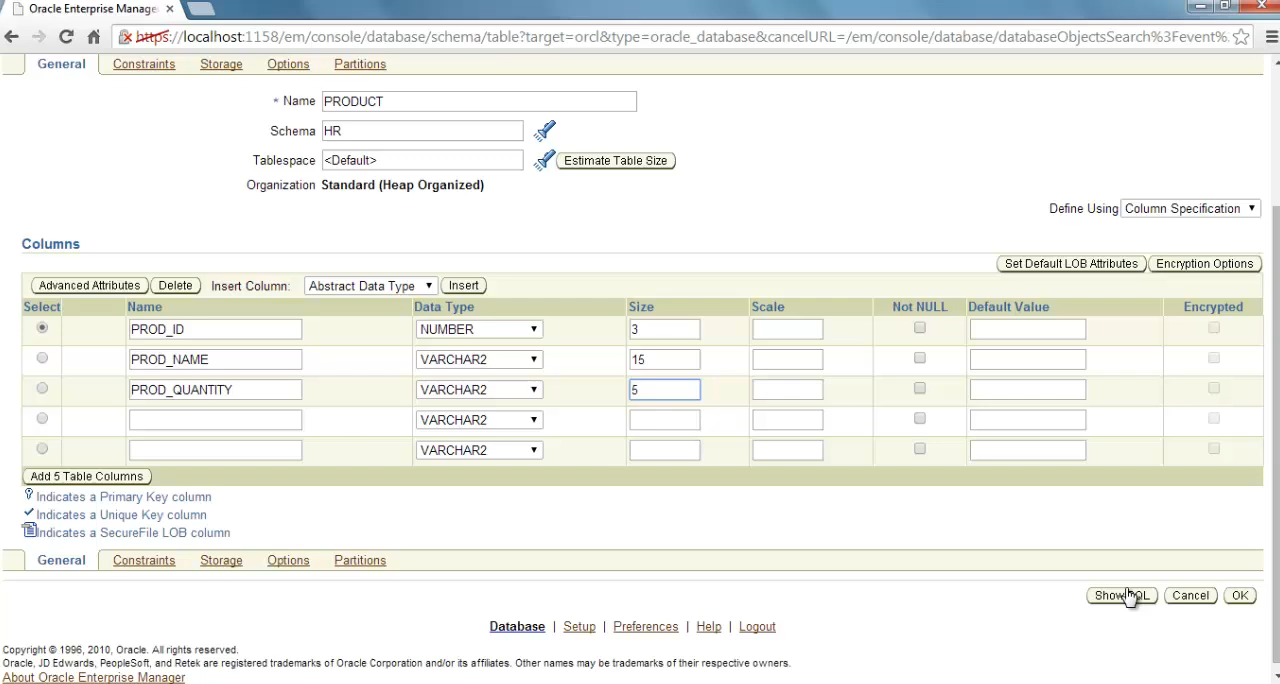 Oracle Enterprise Manage
https://localhost:1158/em/console/database/schema/table?target=orcl&type=oracle_database&cancelURL=/em/console/database/databaseObjectsSearch%3Fevent%.
General Constraints Storage Options Partitions
* Name PRODUCT
Schema HR
Tablespace <Default> Estimate Table Size
Organization Standard (Heap Organized)
Define Using Column Specification
Columns
Set Default LOB Attributes Encryption Options
Advanced Attributes Delete Insert Column: Abstract Data Type Insert
Select Name Data Type Size Scale Not NULL Default Value Encrypted
PROD_ID NUMBER 3
PROD_NAME VARCHAR2 15
PROD_QUANTITY VARCHAR2 5
VARCHAR2
VARCHAR2
Add 5 Table Columns
Indicates a Primary Key column
Indicates a Unique Key column
Indicates a SecureFile LOB column
General Constraints Storage Options Partitions
Show SQL Cancel OK
Database | Setup | Preferences | Help | Logout
Copyright © 1996, 2010, Oracle. All rights reserved.
Oracle, JD Edwards, PeopleSoft, and Retek are registered trademarks of Oracle Corporation and/or its affiliates. Other names may be trademarks of their respective owners.
About Oracle Enterprise Manager